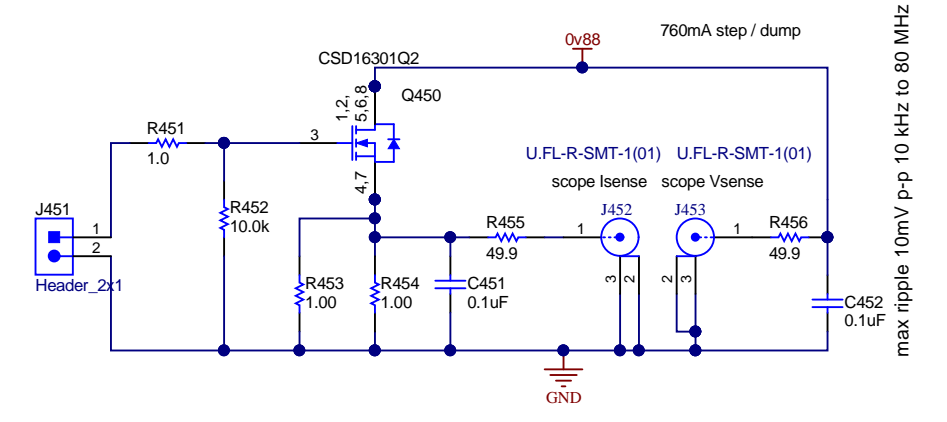 0v88
760mA step / dump
CSD16301Q2
1,2,
5,6,8
Q450
R451
1.0
3
4,7
U.FL-R-SMT-1(01)
U.FL-R-SMT-1(01)
scope Isense
scope Vsense
J451
1
2
Header_2x1
R452
10.0k
R453
1.00
R454
1.00
C451
0.1uF
R455
49.9
1
J452
3
2
J453
1
2
3
R456
49.9
C452
0.1uF
GND
max ripple 10mV p-p 10 kHz to 80 MHz